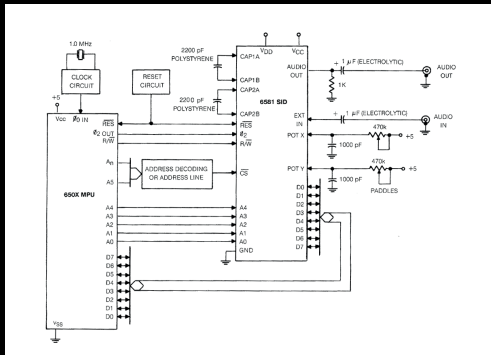 1.0 MHz
CLOCK
CIRCUIT
RESET
CIRCUIT
2200 pF
POLYSTYRENE
2200 pF
POLYSTYRENE
VDD
VCC
CAP1A
CAP1B
CAP2A
CAP2B
6581 SID
AUDIO
OUT
+ 1 µF (ELECTROLYTIC)
1K
AUDIO
OUT
EXT
IN
+ 1 µF (ELECTROLYTIC)
AUDIO
IN
POT X
470k
+5
1000 pF
POT Y
470k
+5
1000 pF
PADDLES
+5
Vcc
Ø0 IN
RES
RES
Ø2 OUT
Ø2
R/W
R/W
An
A5
ADDRESS DECODING
OR ADDRESS LINE
CS
650X MPU
A4
A3
A2
A1
A0
A4
A3
A2
A1
A0
GND
D0
D1
D2
D3
D4
D5
D6
D7
D7
D6
D5
D4
D3
D2
D1
D0
VSS